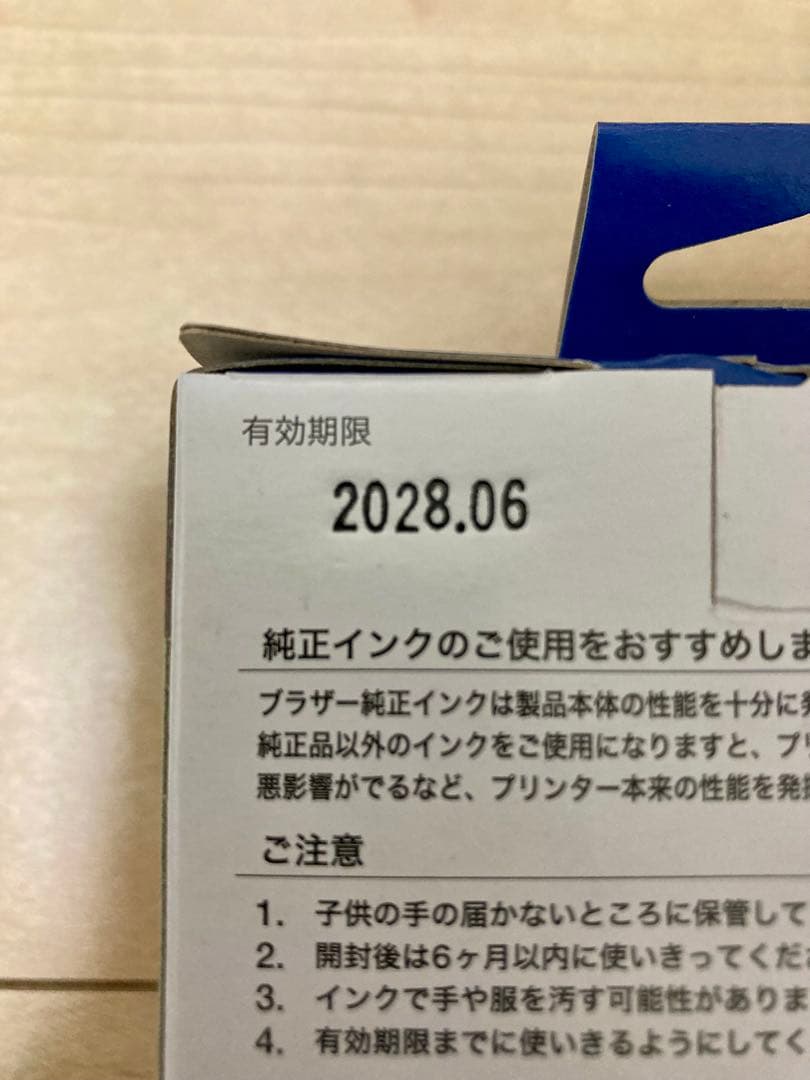 有効期限
2028.06
純正インクのご使用をおすすめしま
ブラザー純正インクは製品本体の性能を十分に発
純正品以外のインクをご使用になりますと、プリ
悪影響がでるなど、プリンター本来の性能を発揮
ご注意
1. 子供の手の届かないところに保管して
2. 開封後は6ヶ月以内に使いきってくださ
3. インクで手や服を汚す可能性がありま
4. 有効期限までに使いきるようにしてく